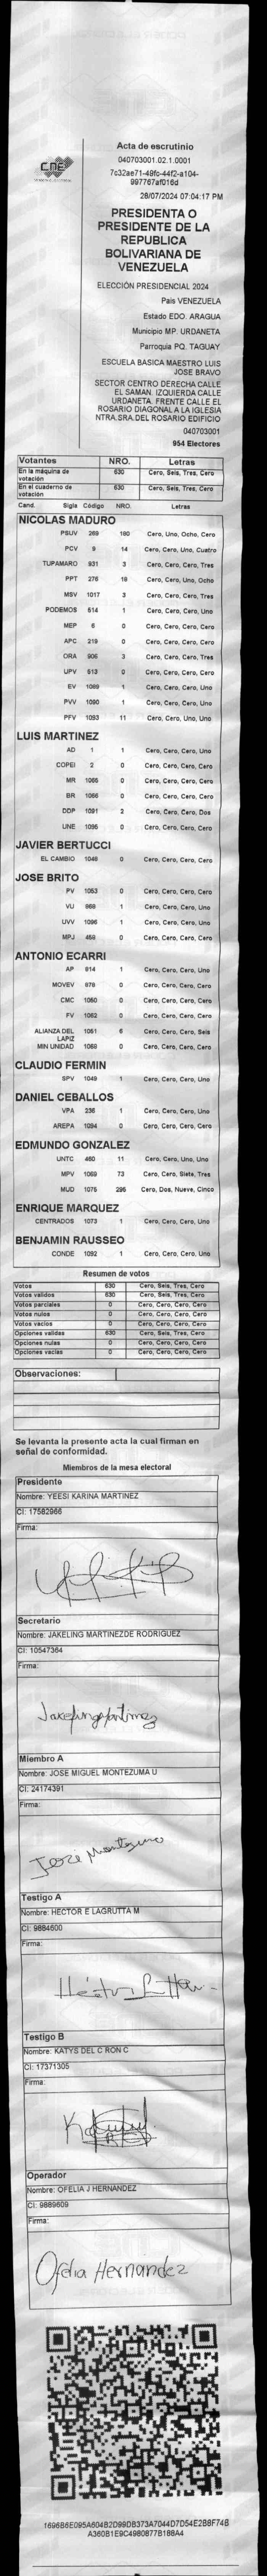 CNE
Acta de escrutinio
040703001.02.1.0001
7c32ae71-49fc-44f2-a104-
997767af016d
28/07/2024 07:04:17 PM
PRESIDENTA O
PRESIDENTE DE LA
REPUBLICA
BOLIVARIANA DE
VENEZUELA
ELECCIÓN PRESIDENCIAL 2024
País VENEZUELA
Estado EDO. ARAGUA
Municipio MP. URDANETA
Parroquia PQ. TAGUAY
ESCUELA BASICA MAESTRO LUIS
JOSE BRAVO
SECTOR CENTRO DERECHA CALLE
EL SAMAN. IZQUIERDA CALLE
URDANETA. FRENTE CALLE EL
ROSARIO DIAGONAL A LA IGLESIA
NTRA.SRA.DEL ROSARIO EDIFICIO
040703001
954 Electores
Votantes NRO. Letras
En la máquina de votación 630 Cero, Seis, Tres, Cero
En el cuaderno de votación 630 Cero, Seis, Tres, Cero
Cand. Sigla Código NRO. Letras
NICOLAS MADURO
PSUV 269 180 Cero, Uno, Ocho, Cero
PCV 9 14 Cero, Cero, Uno, Cuatro
TUPAMARO 931 3 Cero, Cero, Cero, Tres
PPT 276 18 Cero, Cero, Uno, Ocho
MSV 1017 3 Cero, Cero, Cero, Tres
PODEMOS 514 1 Cero, Cero, Cero, Uno
MEP 6 0 Cero, Cero, Cero, Cero
APC 219 0 Cero, Cero, Cero, Cero
ORA 906 3 Cero, Cero, Cero, Tres
UPV 513 0 Cero, Cero, Cero, Cero
EV 1089 1 Cero, Cero, Cero, Uno
PVV 1090 1 Cero, Cero, Cero, Uno
PFV 1093 11 Cero, Cero, Uno, Uno
LUIS MARTINEZ
AD 1 1 Cero, Cero, Cero, Uno
COPEI 2 0 Cero, Cero, Cero, Cero
MR 1065 0 Cero, Cero, Cero, Cero
BR 1066 0 Cero, Cero, Cero, Cero
DDP 1091 2 Cero, Cero, Cero, Dos
UNE 1095 0 Cero, Cero, Cero, Cero
JAVIER BERTUCCI
EL CAMBIO 1048 0 Cero, Cero, Cero, Cero
JOSE BRITO
PV 1053 0 Cero, Cero, Cero, Cero
VU 968 1 Cero, Cero, Cero, Uno
UVV 1096 1 Cero, Cero, Cero, Uno
MPJ 459 0 Cero, Cero, Cero, Cero
ANTONIO ECARRI
AP 914 1 Cero, Cero, Cero, Uno
MOVEV 878 0 Cero, Cero, Cero, Cero
CMC 1050 0 Cero, Cero, Cero, Cero
FV 1062 0 Cero, Cero, Cero, Cero
ALIANZA DEL LAPIZ 1051 6 Cero, Cero, Cero, Seis
MIN UNIDAD 1068 0 Cero, Cero, Cero, Cero
CLAUDIO FERMIN
SPV 1049 1 Cero, Cero, Cero, Uno
DANIEL CEBALLOS
VPA 236 1 Cero, Cero, Cero, Uno
AREPA 1094 0 Cero, Cero, Cero, Cero
EDMUNDO GONZALEZ
UNTC 460 11 Cero, Cero, Uno, Uno
MPV 1069 73 Cero, Cero, Siete, Tres
MUD 1075 295 Cero, Dos, Nueve, Cinco
ENRIQUE MARQUEZ
CENTRADOS 1073 1 Cero, Cero, Cero, Uno
BENJAMIN RAUSSEO
CONDE 1092 1 Cero, Cero, Cero, Uno
Resumen de votos
Votos 630 Cero, Seis, Tres, Cero
Votos validos 630 Cero, Seis, Tres, Cero
Votos parciales 0 Cero, Cero, Cero, Cero
Votos nulos 0 Cero, Cero, Cero, Cero
Votos vacios 0 Cero, Cero, Cero, Cero
Opciones validas 630 Cero, Seis, Tres, Cero
Opciones nulas 0 Cero, Cero, Cero, Cero
Opciones vacias 0 Cero, Cero, Cero, Cero
Observaciones:
Se levanta la presente acta la cual firman en
señal de conformidad.
Miembros de la mesa electoral
Presidente
Nombre: YEESI KARINA MARTINEZ
CI: 17582966
Firma:
Secretario
Nombre: JAKELING MARTINEZDE RODRIGUEZ
CI: 10547364
Firma:
Jakeling Martinez
Miembro A
Nombre: JOSE MIGUEL MONTEZUMA U
CI: 24174391
Firma:
Jose Montezuma
Testigo A
Nombre: HECTOR E LAGRUTTA M
CI: 9884600
Firma:
Testigo B
Nombre: KATYS DEL C RON C
CI: 17371305
Firma:
Operador
Nombre: OFELIA J HERNANDEZ
CI: 9889609
Firma:
Ofelia Hernandez
1696B6E095A604B2D99DB373A7044D7D54E2B8F74B
A360B1E9C4980877B188A4